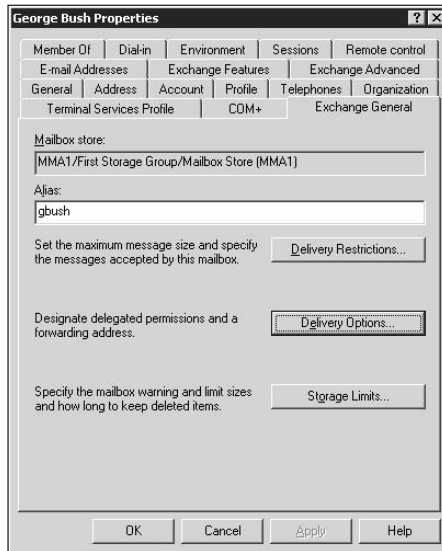 George Bush Properties
Member Of Dial-in Environment Sessions Remote control
E-mail Addresses Exchange Features Exchange Advanced
General Address Account Profile Telephones Organization
Terminal Services Profile COM+ Exchange General
Mailbox store:
MMA1/First Storage Group/Mailbox Store (MMA1)
Alias:
gbush
Set the maximum message size and specify
the messages accepted by this mailbox.
Delivery Restrictions...
Designate delegated permissions and a
forwarding address.
Delivery Options...
Specify the mailbox warning and limit sizes
and how long to keep deleted items.
Storage Limits...
OK Cancel Apply Help